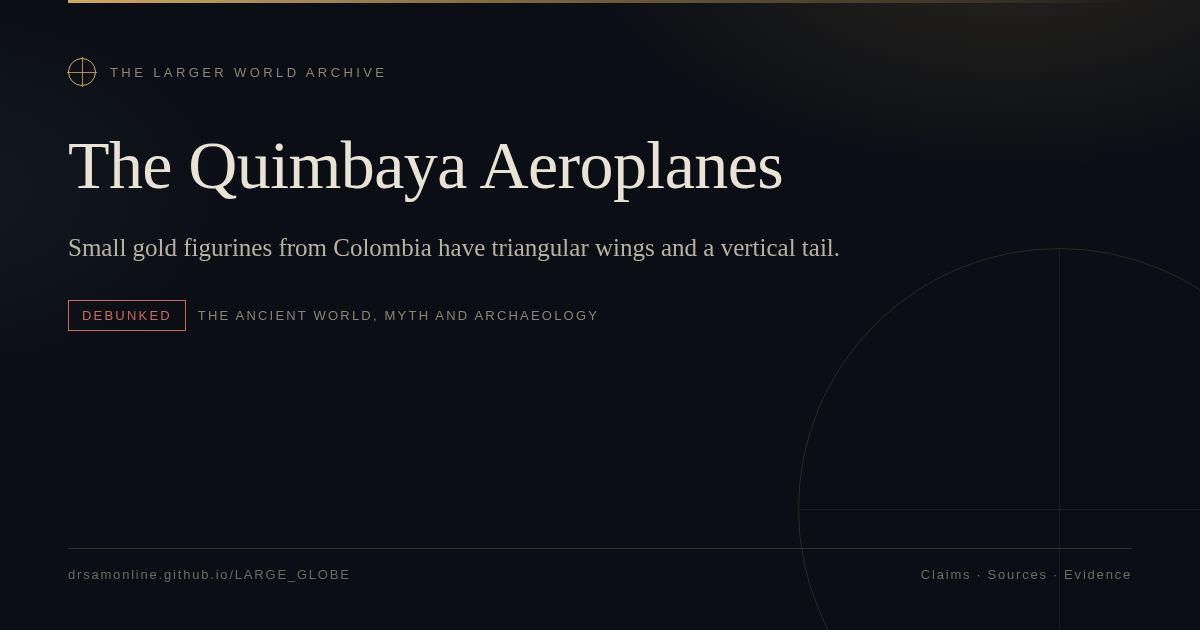 THE LARGER WORLD ARCHIVE
The Quimbaya Aeroplanes
Small gold figurines from Colombia have triangular wings and a vertical tail.
DEBUNKED THE ANCIENT WORLD, MYTH AND ARCHAEOLOGY
drsamonline.github.io/LARGE_GLOBE Claims · Sources · Evidence